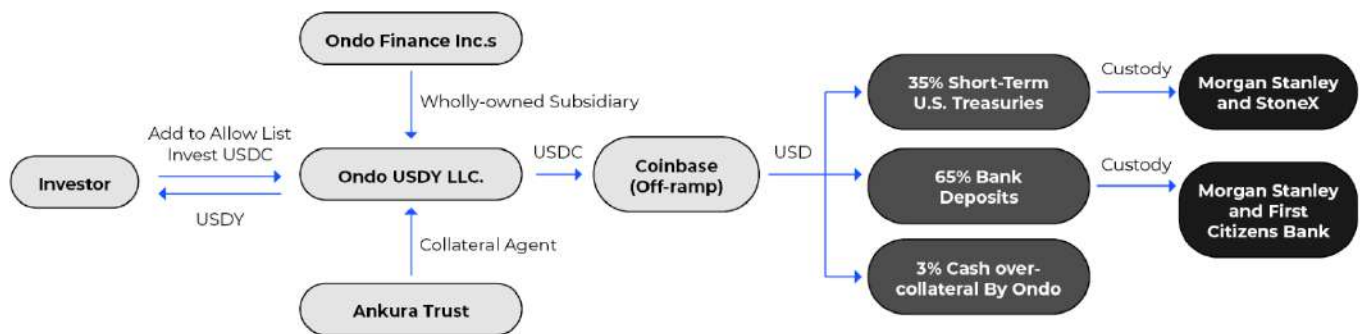 Ondo Finance Inc.s
Wholly-owned Subsidiary
Add to Allow List
Invest USDC
Investor
USDY
Ondo USDY LLC.
Collateral Agent
Ankura Trust
USDC
Coinbase
(Off-ramp)
USD
35% Short-Term
U.S. Treasuries
Custody
Morgan Stanley
and StoneX
65% Bank
Deposits
Custody
Morgan Stanley
and First
Citizens Bank
3% Cash over-
collateral By Ondo